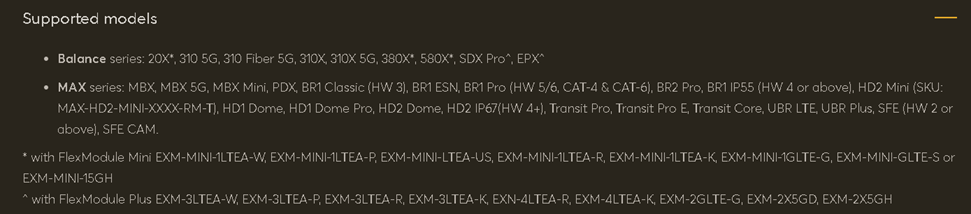 Supported models
• Balance series: 20X*, 310 5G, 310 Fiber 5G, 310X, 310X 5G, 380X*, 580X*, SDX Pro^, EPX^
• MAX series: MBX, MBX 5G, MBX Mini, PDX, BR1 Classic (HW 3), BR1 ESN, BR1 Pro (HW 5/6, CAT-4 & CAT-6), BR2 Pro, BR1 IP55 (HW 4 or above), HD2 Mini (SKU:
MAX-HD2-MINI-XXXX-RM-T), HD1 Dome, HD1 Dome Pro, HD2 Dome, HD2 IP67(HW 4+), Transit Pro, Transit Pro E, Transit Core, UBR LTE, UBR Plus, SFE (HW 2 or
above), SFE CAM.
* with FlexModule Mini EXM-MINI-1LTEA-W, EXM-MINI-1LTEA-P, EXM-MINI-LTEA-US, EXM-MINI-1LTEA-R, EXM-MINI-1LTEA-K, EXM-MINI-1GLTE-G, EXM-MINI-GLTE-S or
EXM-MINI-15GH
^ with FlexModule Plus EXM-3LTEA-W, EXM-3LTEA-P, EXM-3LTEA-R, EXM-3LTEA-K, EXN-4LTEA-R, EXM-4LTEA-K, EXM-2GLTE-G, EXM-2X5GD, EXM-2X5GH